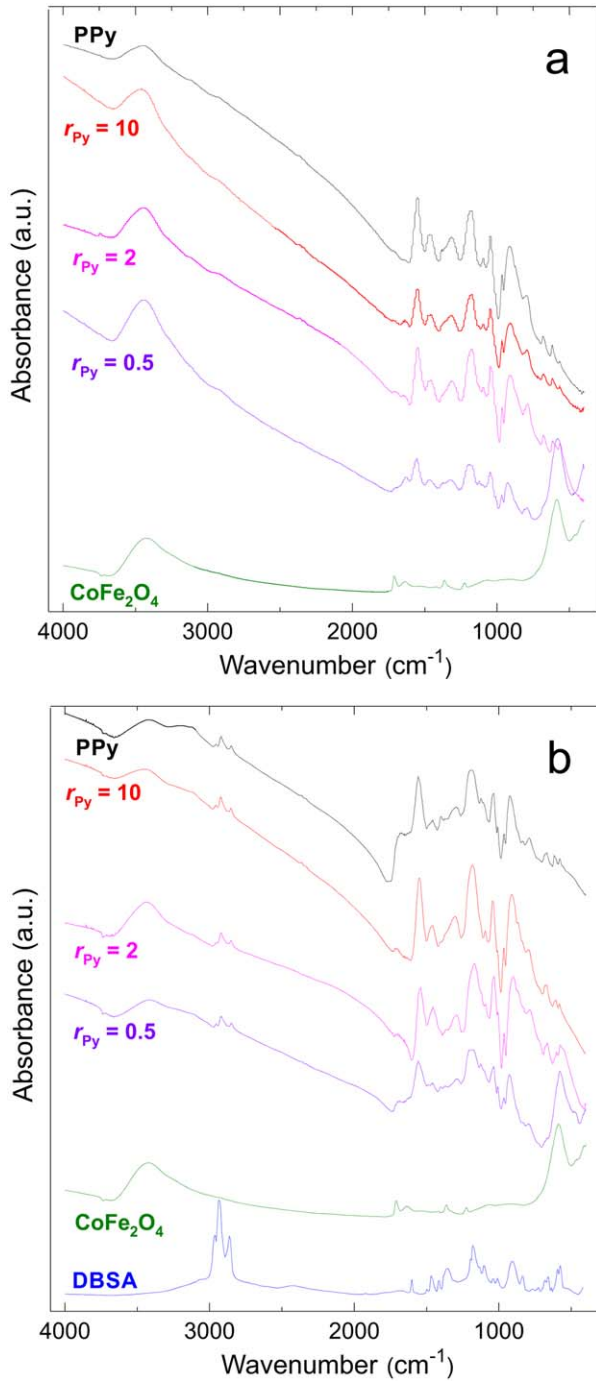 PPy
a
r_Py = 10
r_Py = 2
r_Py = 0.5
CoFe₂O₄
Absorbance (a.u.)
4000 3000 2000 1000
Wavenumber (cm⁻¹)
PPy
b
r_Py = 10
r_Py = 2
r_Py = 0.5
CoFe₂O₄
DBSA
Absorbance (a.u.)
4000 3000 2000 1000
Wavenumber (cm⁻¹)